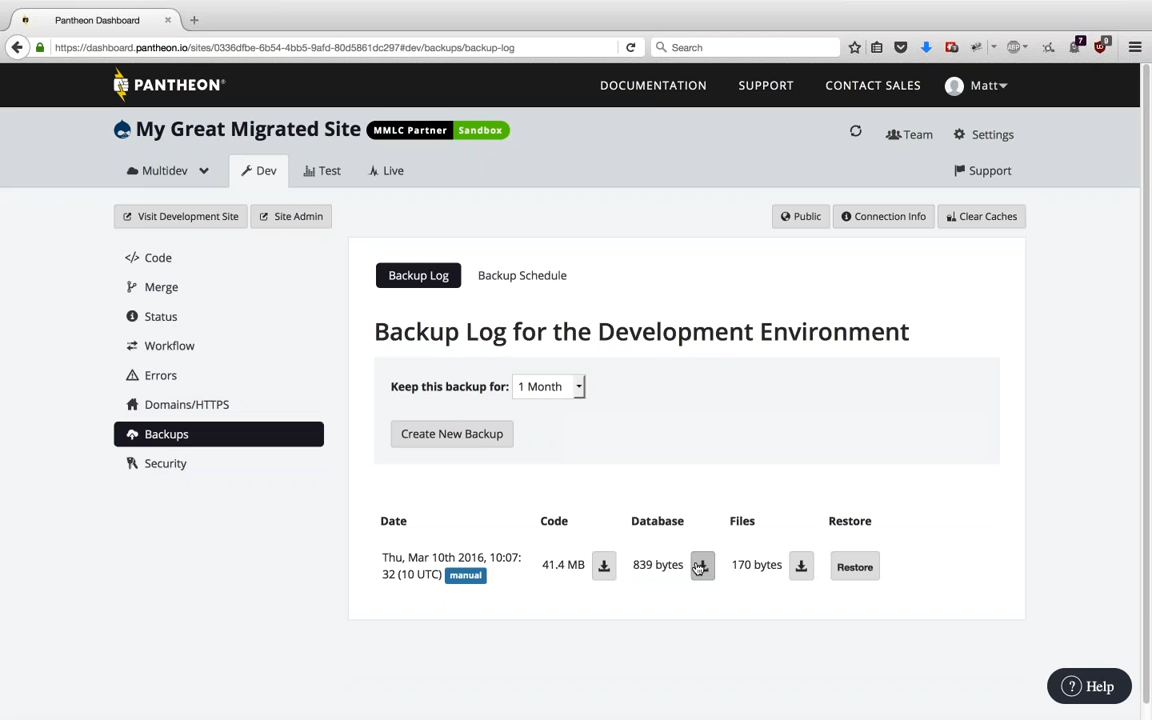 Pantheon Dashboard
https://dashboard.pantheon.io/sites/0336dfbe-6b54-4bb5-9afd-80d5861dc297#dev/backups/backup-log
Search
ABP
7
9
PANTHEON®
DOCUMENTATION
SUPPORT
CONTACT SALES
Matt
My Great Migrated Site
MMLC Partner
Sandbox
Team
Settings
Multidev
Dev
Test
Live
Support
Visit Development Site
Site Admin
Public
Connection Info
Clear Caches
Code
Merge
Status
Workflow
Errors
Domains/HTTPS
Backups
Security
Backup Log
Backup Schedule
Backup Log for the Development Environment
Keep this backup for:
1 Month
Create New Backup
Date
Code
Database
Files
Restore
Thu, Mar 10th 2016, 10:07:
32 (10 UTC) manual
41.4 MB
839 bytes
170 bytes
Restore
? Help